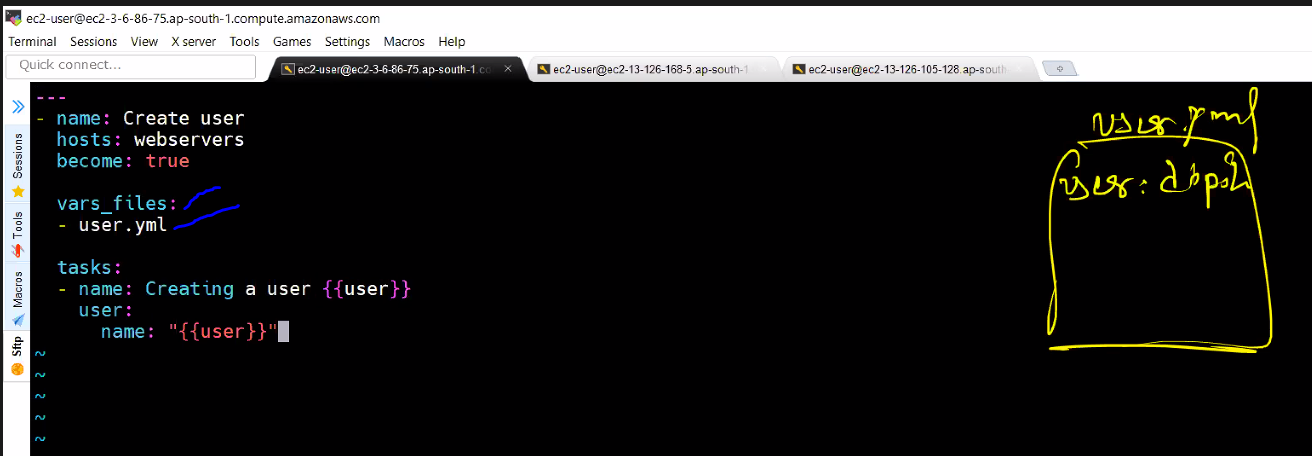 ec2-user@ec2-3-6-86-75.ap-south-1.compute.amazonaws.com
Terminal Sessions View X server Tools Games Settings Macros Help
Quick connect...
ec2-user@ec2-3-6-86-75.ap-south-1.co
ec2-user@ec2-13-126-168-5.ap-south-1
ec2-user@ec2-13-126-105-128.ap-south
Sessions
Tools
Macros
Sftp
---
- name: Create user
hosts: webservers
become: true
vars_files:
- user.yml
tasks:
- name: Creating a user {{user}}
user:
name: "{{user}}"
~
~
~
~
~
user.yml
user: